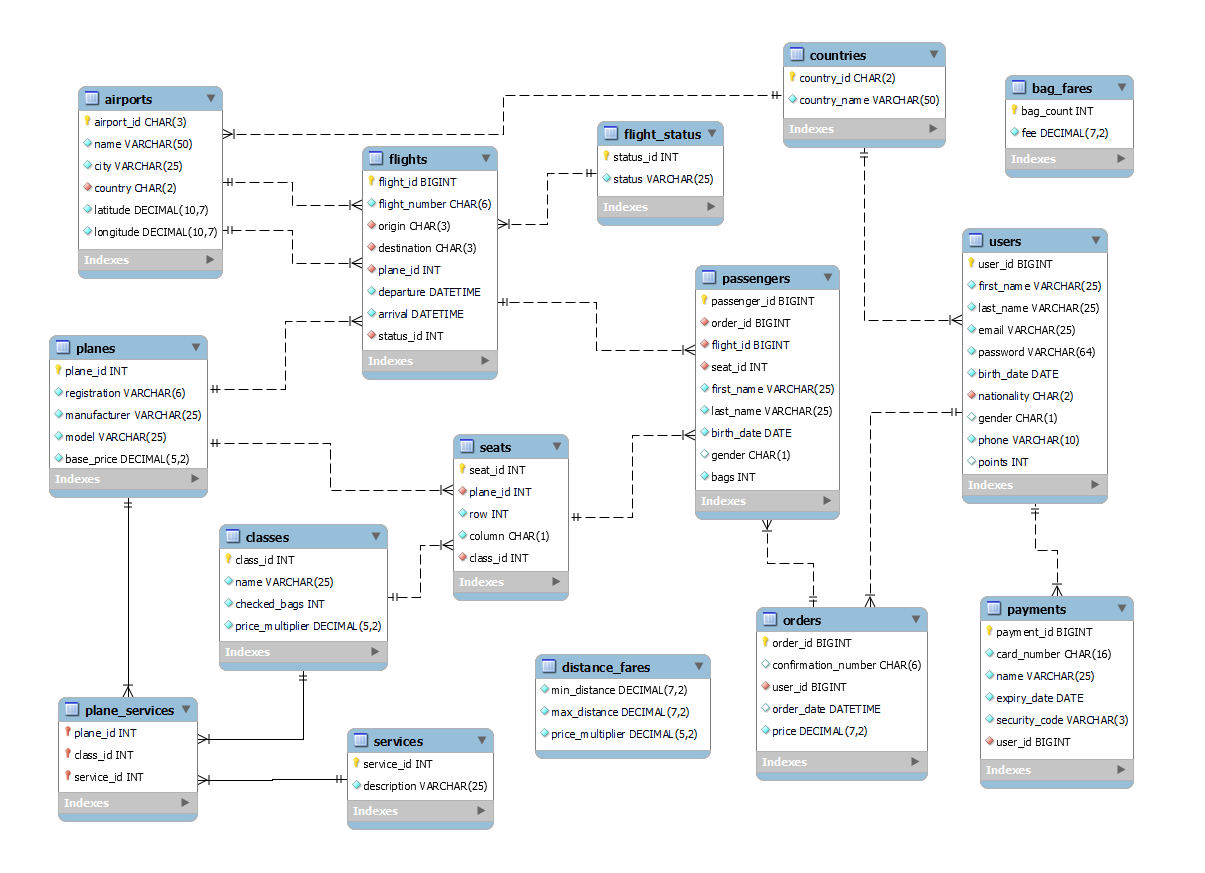 airports
airport_id CHAR(3)
name VARCHAR(50)
city VARCHAR(25)
country CHAR(2)
latitude DECIMAL(10,7)
longitude DECIMAL(10,7)
Indexes
countries
country_id CHAR(2)
country_name VARCHAR(50)
Indexes
bag_fares
bag_count INT
fee DECIMAL(7,2)
Indexes
flight_status
status_id INT
status VARCHAR(25)
Indexes
flights
flight_id BIGINT
flight_number CHAR(6)
origin CHAR(3)
destination CHAR(3)
plane_id INT
departure DATETIME
arrival DATETIME
status_id INT
Indexes
users
user_id BIGINT
first_name VARCHAR(25)
last_name VARCHAR(25)
email VARCHAR(25)
password VARCHAR(64)
birth_date DATE
nationality CHAR(2)
gender CHAR(1)
phone VARCHAR(10)
points INT
Indexes
passengers
passenger_id BIGINT
order_id BIGINT
flight_id BIGINT
seat_id INT
first_name VARCHAR(25)
last_name VARCHAR(25)
birth_date DATE
gender CHAR(1)
bags INT
Indexes
planes
plane_id INT
registration VARCHAR(6)
manufacturer VARCHAR(25)
model VARCHAR(25)
base_price DECIMAL(5,2)
Indexes
seats
seat_id INT
plane_id INT
row INT
column CHAR(1)
class_id INT
Indexes
classes
class_id INT
name VARCHAR(25)
checked_bags INT
price_multiplier DECIMAL(5,2)
Indexes
orders
order_id BIGINT
confirmation_number CHAR(6)
user_id BIGINT
order_date DATETIME
price DECIMAL(7,2)
Indexes
payments
payment_id BIGINT
card_number CHAR(16)
name VARCHAR(25)
expiry_date DATE
security_code VARCHAR(3)
user_id BIGINT
Indexes
distance_fares
min_distance DECIMAL(7,2)
max_distance DECIMAL(7,2)
price_multiplier DECIMAL(5,2)
plane_services
plane_id INT
class_id INT
service_id INT
Indexes
services
service_id INT
description VARCHAR(25)
Indexes